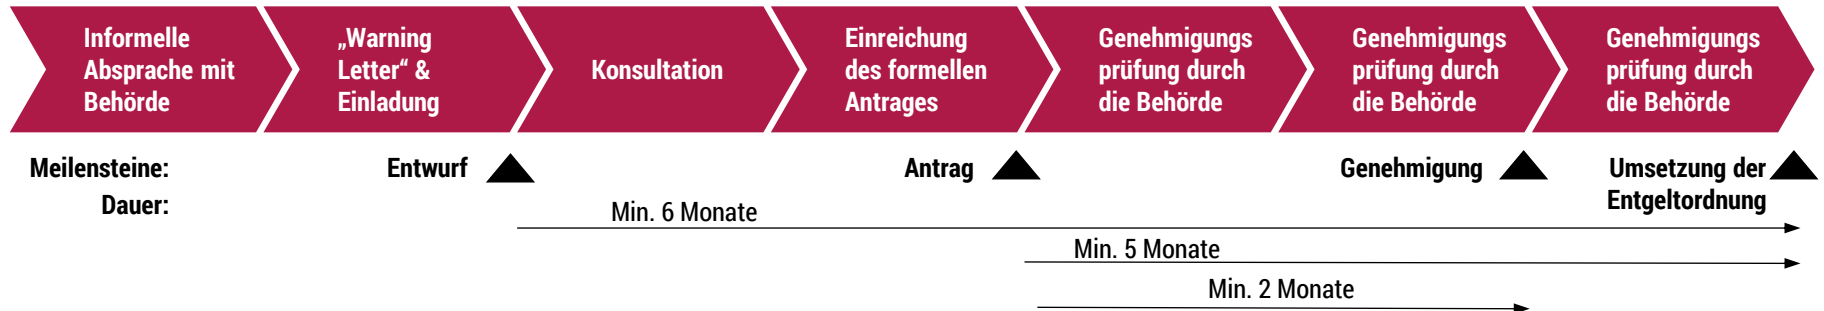 Informelle
Absprache mit
Behörde
„Warning
Letter“ &
Einladung
Konsultation
Einreichung
des formellen
Antrages
Genehmigungs
prüfung durch
die Behörde
Genehmigungs
prüfung durch
die Behörde
Genehmigungs
prüfung durch
die Behörde
Meilensteine:
Entwurf
Antrag
Genehmigung
Umsetzung der
Entgeltordnung
Dauer:
Min. 6 Monate
Min. 5 Monate
Min. 2 Monate